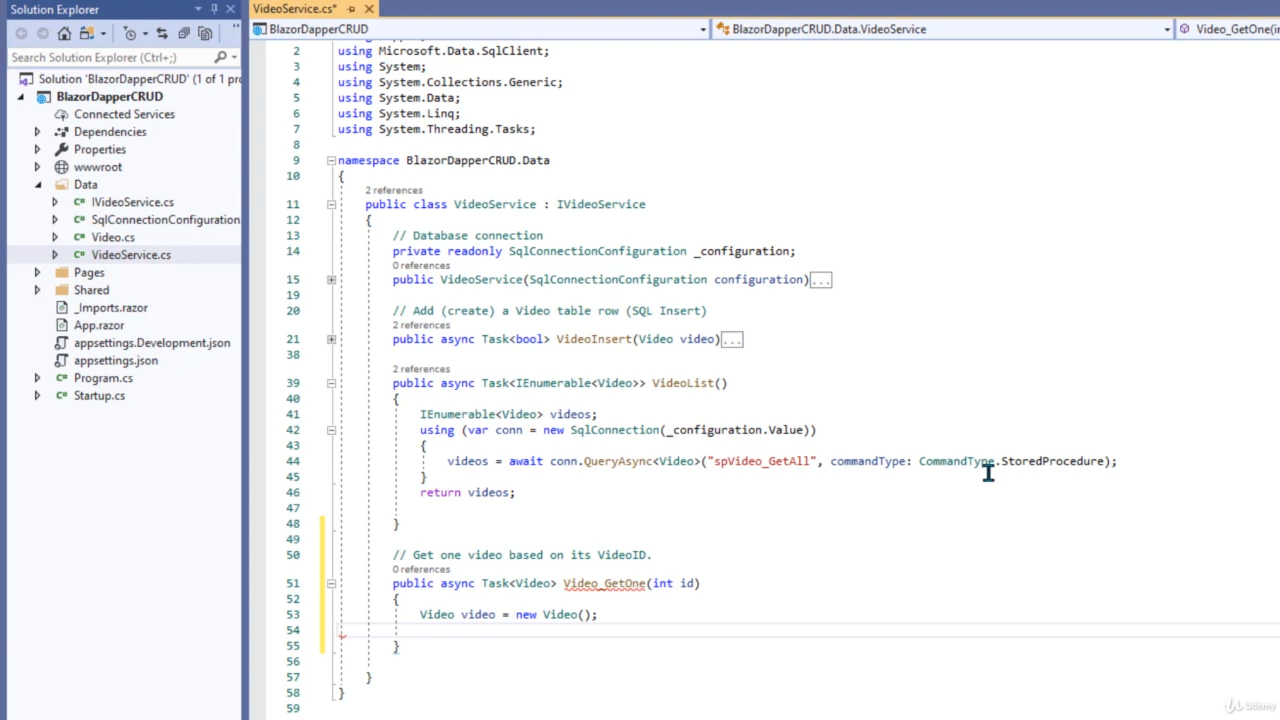 Solution Explorer
VideoService.cs*
BlazorDapperCRUD
BlazorDapperCRUD.Data.VideoService
Video_GetOne(in
Search Solution Explorer (Ctrl+;)
Solution 'BlazorDapperCRUD' (1 of 1 pro
BlazorDapperCRUD
Connected Services
Dependencies
Properties
wwwroot
Data
IVideoService.cs
SqlConnectionConfiguration
Video.cs
VideoService.cs
Pages
Shared
_Imports.razor
App.razor
appsettings.Development.json
appsettings.json
Program.cs
Startup.cs
2 using Microsoft.Data.SqlClient;
3 using System;
4 using System.Collections.Generic;
5 using System.Data;
6 using System.Linq;
7 using System.Threading.Tasks;
8
9 namespace BlazorDapperCRUD.Data
10 {
2 references
11 public class VideoService : IVideoService
12 {
13 // Database connection
14 private readonly SqlConnectionConfiguration _configuration;
0 references
15 public VideoService(SqlConnectionConfiguration configuration)...
19
20 // Add (create) a Video table row (SQL Insert)
2 references
21 public async Task<bool> VideoInsert(Video video)...
38
2 references
39 public async Task<IEnumerable<Video>> VideoList()
40 {
41 IEnumerable<Video> videos;
42 using (var conn = new SqlConnection(_configuration.Value))
43 {
44 videos = await conn.QueryAsync<Video>("spVideo_GetAll", commandType: CommandType.StoredProcedure);
45 }
46 return videos;
47
48 }
49
50 // Get one video based on its VideoID.
0 references
51 public async Task<Video> Video_GetOne(int id)
52 {
53 Video video = new Video();
54
55 }
56
57 }
58 }
59
Udemy